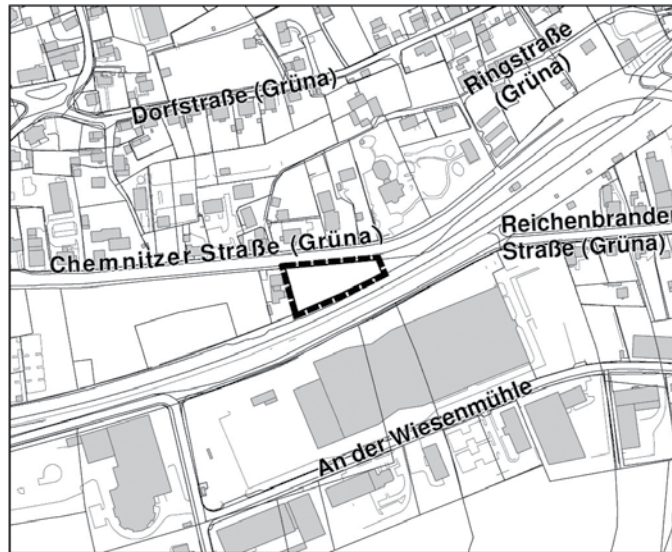 Dorfstraße (Grüna)
Ringstraße
(Grüna)
Chemnitzer Straße (Grüna)
Reichenbrander
Straße (Grüna)
An der Wiesenmühle